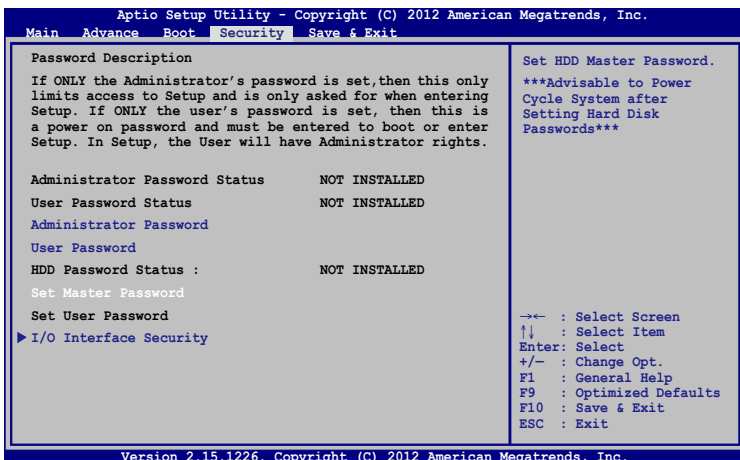 Aptio Setup Utility - Copyright (C) 2012 American Megatrends, Inc.
Main Advance Boot Security Save & Exit
Password Description
If ONLY the Administrator's password is set,then this only
limits access to Setup and is only asked for when entering
Setup. If ONLY the user's password is set, then this is
a power on password and must be entered to boot or enter
Setup. In Setup, the User will have Administrator rights.
Administrator Password Status NOT INSTALLED
User Password Status NOT INSTALLED
Administrator Password
User Password
HDD Password Status : NOT INSTALLED
Set Master Password
Set User Password
I/O Interface Security
Set HDD Master Password.
***Advisable to Power
Cycle System after
Setting Hard Disk
Passwords***
→← : Select Screen
↑↓ : Select Item
Enter: Select
+/— : Change Opt.
F1 : General Help
F9 : Optimized Defaults
F10 : Save & Exit
ESC : Exit
Version 2.15.1226. Copyright (C) 2012 American Megatrends, Inc.